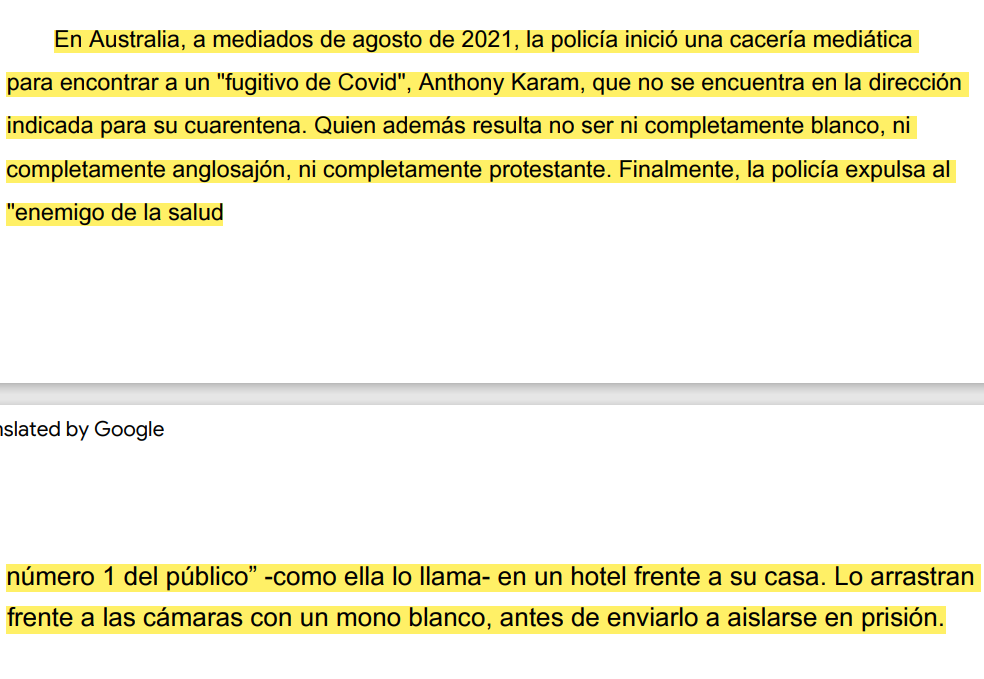 En Australia, a mediados de agosto de 2021, la policía inició una cacería mediática
para encontrar a un "fugitivo de Covid", Anthony Karam, que no se encuentra en la dirección
indicada para su cuarentena. Quien además resulta no ser ni completamente blanco, ni
completamente anglosajón, ni completamente protestante. Finalmente, la policía expulsa al
"enemigo de la salud
nslated by Google
número 1 del público” -como ella lo llama- en un hotel frente a su casa. Lo arrastran
frente a las cámaras con un mono blanco, antes de enviarlo a aislarse en prisión.